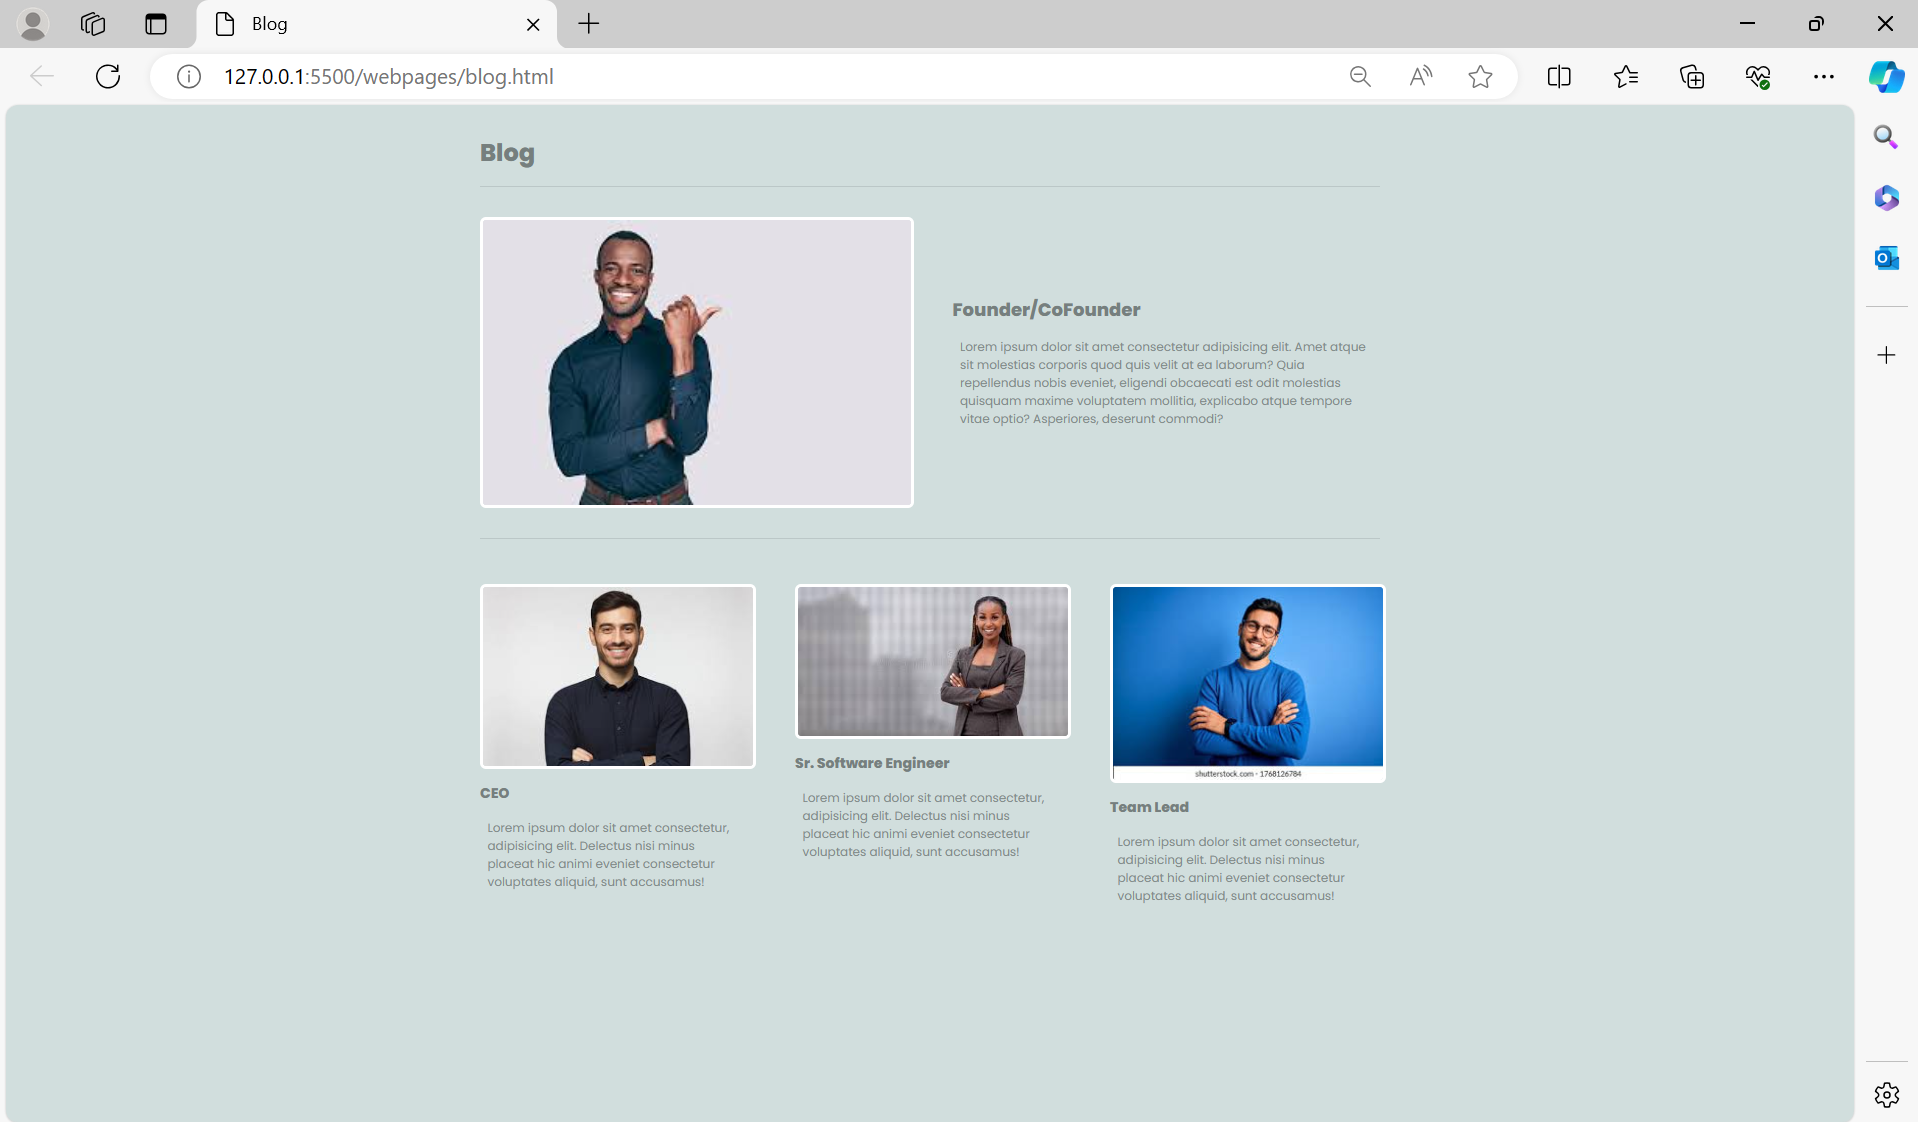 Blog
127.0.0.1:5500/webpages/blog.html
Blog
Founder/CoFounder
Lorem ipsum dolor sit amet consectetur adipisicing elit. Amet atque
sit molestias corporis quod quis velit at ea laborum? Quia
repellendus nobis eveniet, eligendi obcaecati est odit molestias
quisquam maxime voluptatem mollitia, explicabo atque tempore
vitae optio? Asperiores, deserunt commodi?
CEO
Lorem ipsum dolor sit amet consectetur,
adipisicing elit. Delectus nisi minus
placeat hic animi eveniet consectetur
voluptates aliquid, sunt accusamus!
Sr. Software Engineer
Lorem ipsum dolor sit amet consectetur,
adipisicing elit. Delectus nisi minus
placeat hic animi eveniet consectetur
voluptates aliquid, sunt accusamus!
shutterstock.com · 1768126784
Team Lead
Lorem ipsum dolor sit amet consectetur,
adipisicing elit. Delectus nisi minus
placeat hic animi eveniet consectetur
voluptates aliquid, sunt accusamus!